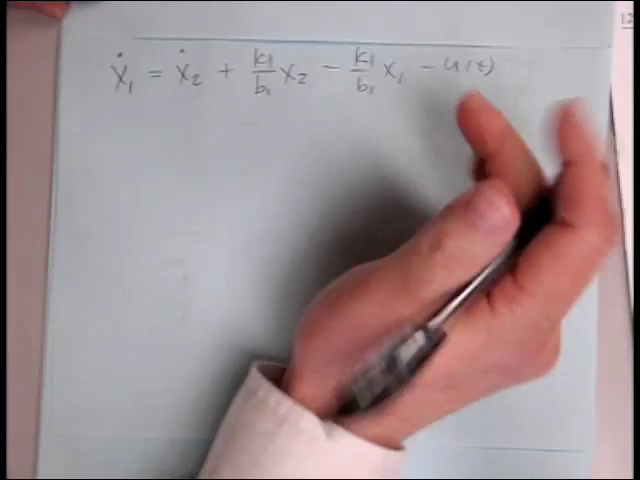 ẋ₁ = ẋ₂ + k₁/b₁ x₂ − k₁/b₁ x₁ − u(t)